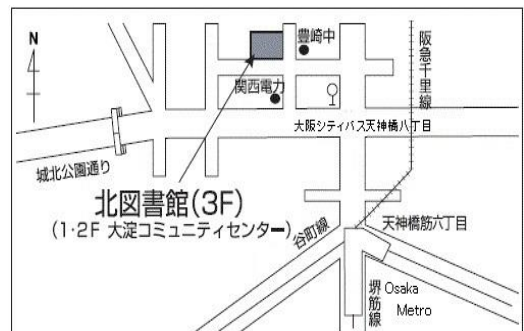 N
豊崎中
関西電力
阪急千里線
大阪シティバス天神橋八丁目
城北公園通り
北図書館(3F)
(1・2F 大淀コミュニティセンター)
谷町線
天神橋筋六丁目
堺筋線
Osaka
Metro